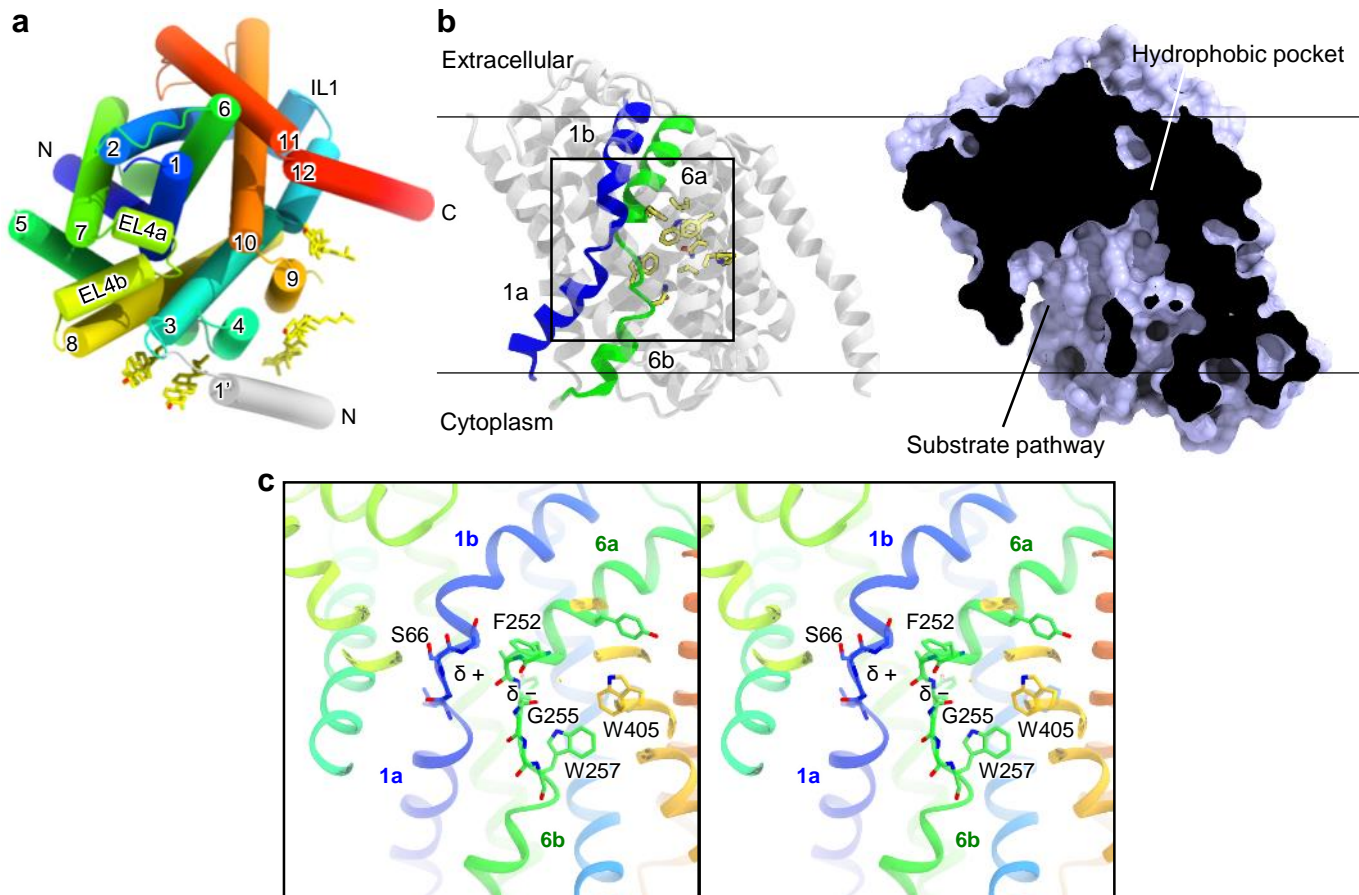 a
IL1
6
N
2
1
11
12
C
5
7
EL4a
10
9
EL4b
3
4
8
1’
N
b
Extracellular
Hydrophobic pocket
1b
6a
1a
6b
Cytoplasm
Substrate pathway
c
1b
6a
S66
F252
δ +
δ –
G255
W405
W257
1a
6b
1b
6a
S66
F252
δ +
δ –
G255
W405
W257
1a
6b